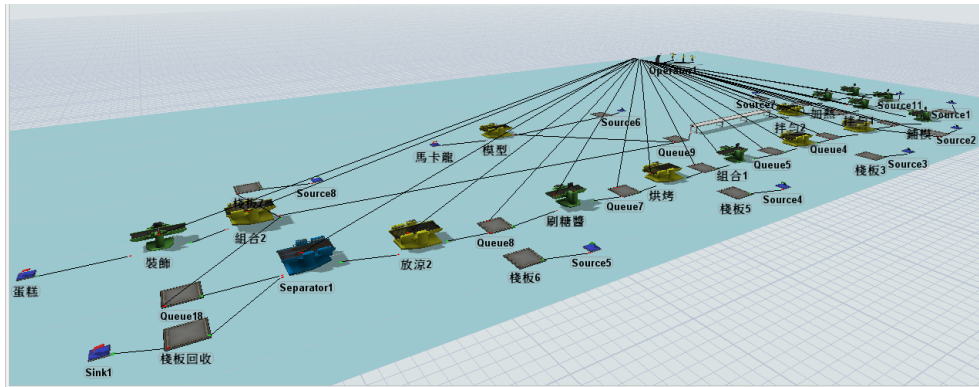 Operator1
Source7
Source11
Source1
加熱
Source6
拌勻2
Source2
馬卡龍
模型
Queue9
Queue4
Queue5
Source3
棧板3
Source8
組合1
Source4
烘烤
棧板5
Queue7
組合2
刷糖醬
Queue8
裝飾
放涼2
Source5
棧板6
蛋糕
Separator1
Queue18
棧板回收
Sink1